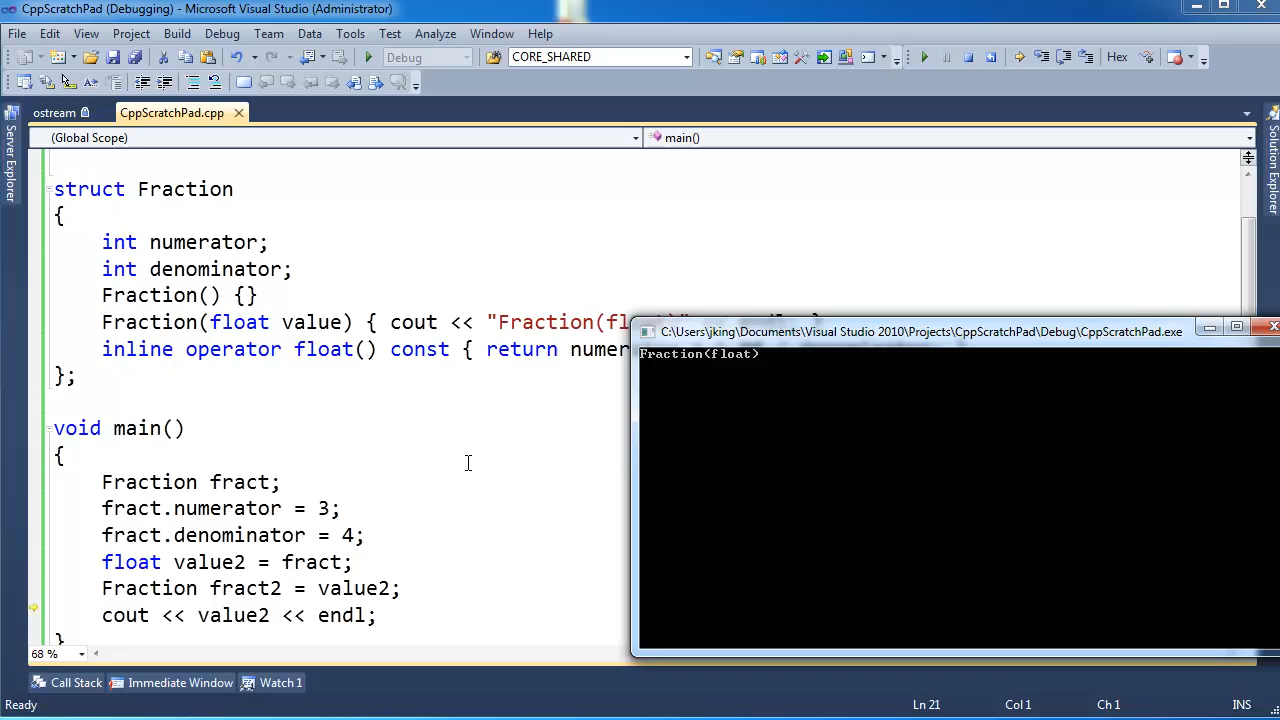 CppScratchPad (Debugging) - Microsoft Visual Studio (Administrator)
File Edit View Project Build Debug Team Data Tools Test Analyze Window Help
Debug CORE_SHARED Hex
ostream CppScratchPad.cpp
(Global Scope) main()
Server Explorer
Solution Explorer
struct Fraction
{
int numerator;
int denominator;
Fraction() {}
Fraction(float value) { cout << "Fraction(fl
inline operator float() const { return numer
};
void main()
{
Fraction fract;
fract.numerator = 3;
fract.denominator = 4;
float value2 = fract;
Fraction fract2 = value2;
cout << value2 << endl;
}
C:\Users\jking\Documents\Visual Studio 2010\Projects\CppScratchPad\Debug\CppScratchPad.exe
Fraction(float)
68 %
Call Stack Immediate Window Watch 1
Ready Ln 21 Col 1 Ch 1 INS